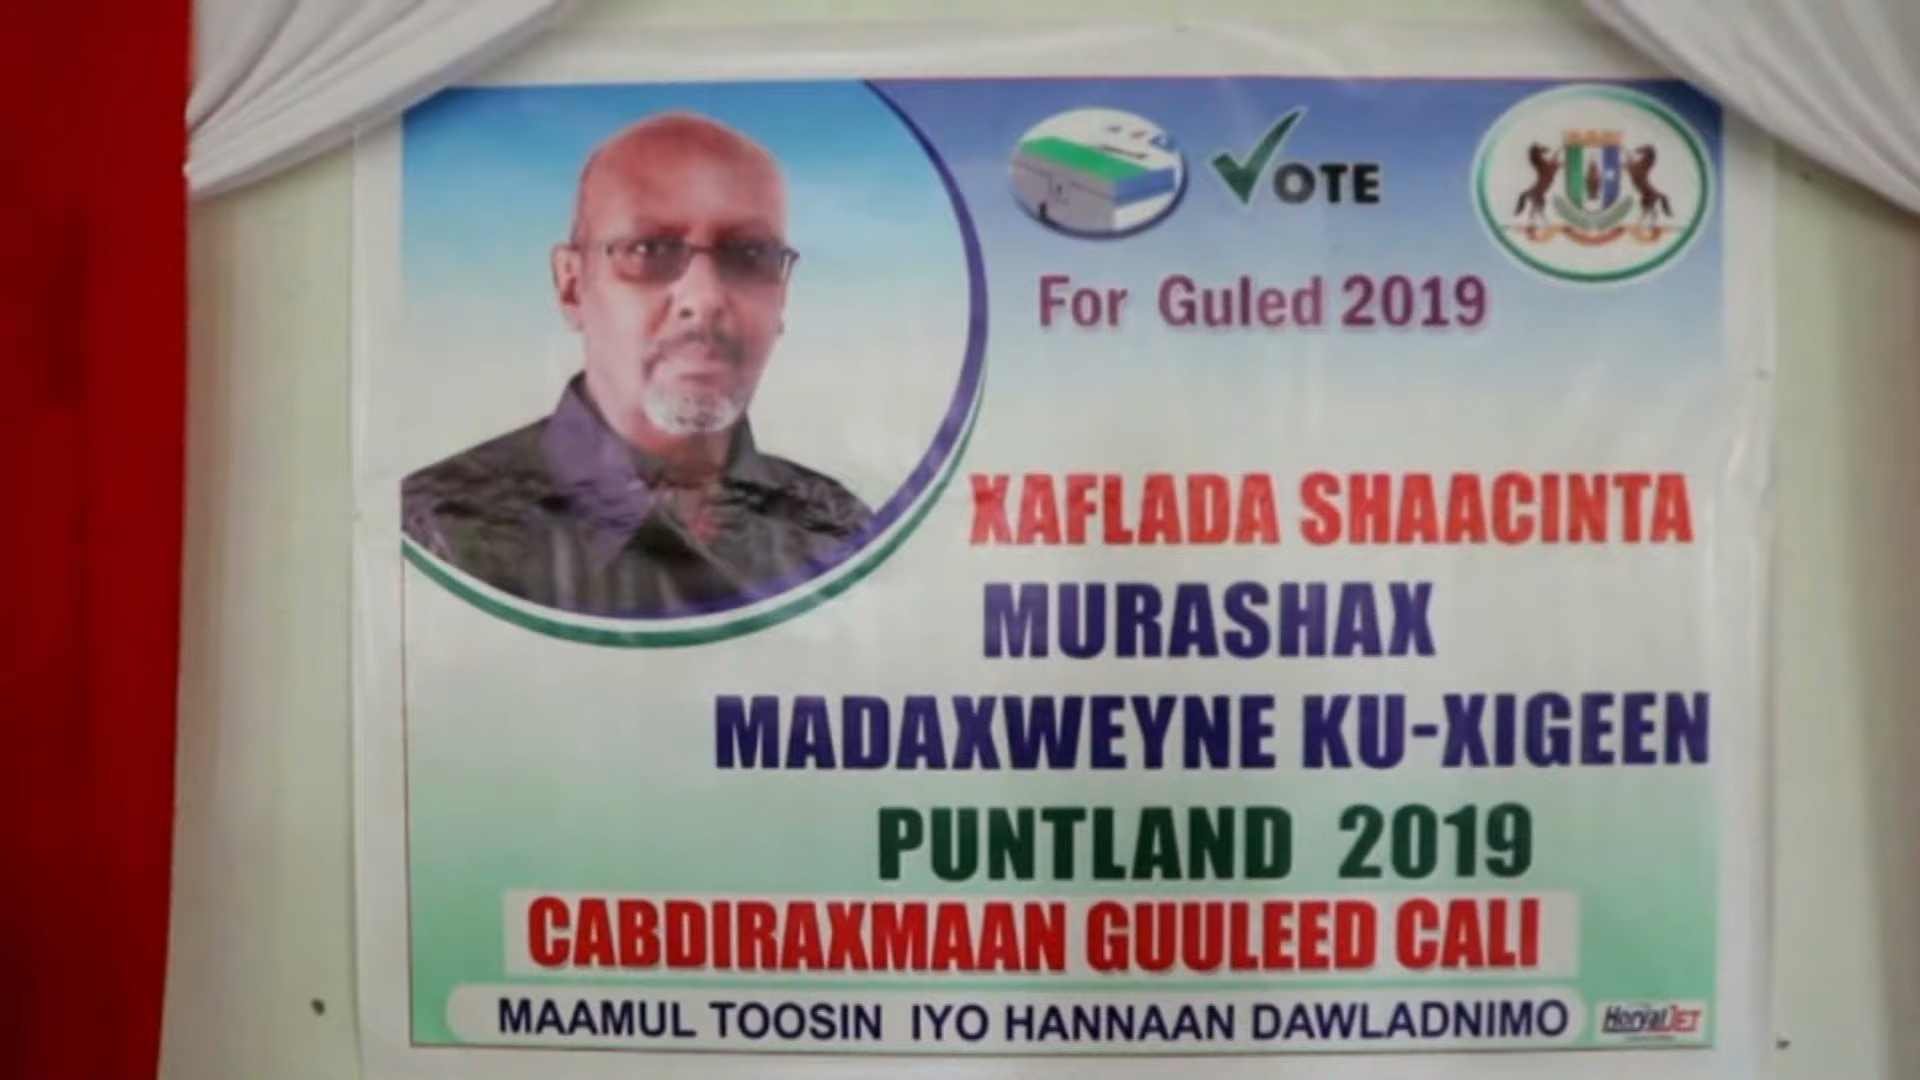 VOTE
For Guled 2019
XAFLADA SHAACINTA
MURASHAX
MADAXWEYNE KU-XIGEEN
PUNTLAND 2019
CABDIRAXMAAN GUULEED CALI
MAAMUL TOOSIN IYO HANNAAN DAWLADNIMO